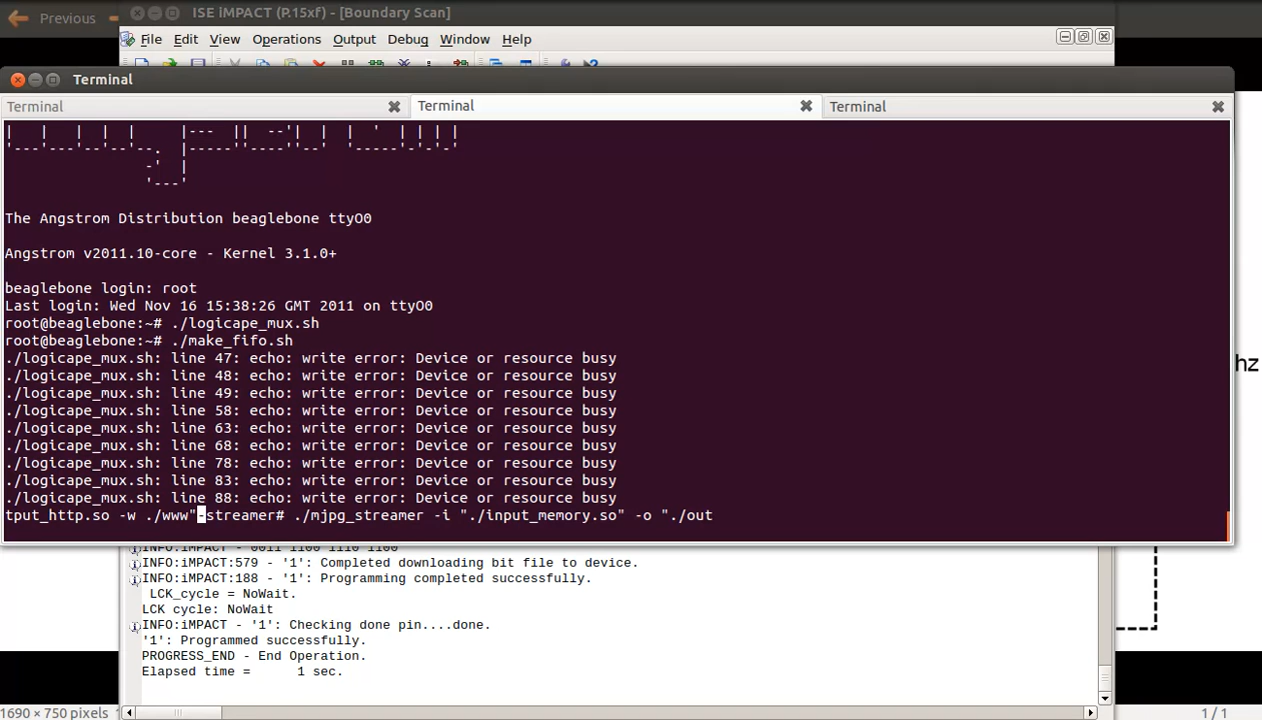 Previous
ISE iMPACT (P.15xf) - [Boundary Scan]
File Edit View Operations Output Debug Window Help
Terminal
Terminal Terminal Terminal
|   |   |  |  |     |--- ||  --'|  |  |  '  | | | |
'---'---'--'--'--.  |-----''----''--'  '-----'-'-'-'
-'  |
'---'
The Angstrom Distribution beaglebone ttyO0
Angstrom v2011.10-core - Kernel 3.1.0+
beaglebone login: root
Last login: Wed Nov 16 15:38:26 GMT 2011 on ttyO0
root@beaglebone:~# ./logicape_mux.sh
root@beaglebone:~# ./make_fifo.sh
./logicape_mux.sh: line 47: echo: write error: Device or resource busy
./logicape_mux.sh: line 48: echo: write error: Device or resource busy
./logicape_mux.sh: line 49: echo: write error: Device or resource busy
./logicape_mux.sh: line 58: echo: write error: Device or resource busy
./logicape_mux.sh: line 63: echo: write error: Device or resource busy
./logicape_mux.sh: line 68: echo: write error: Device or resource busy
./logicape_mux.sh: line 78: echo: write error: Device or resource busy
./logicape_mux.sh: line 83: echo: write error: Device or resource busy
./logicape_mux.sh: line 88: echo: write error: Device or resource busy
tput_http.so -w ./www"-streamer# ./mjpg_streamer -i "./input_memory.so" -o "./out
hz
INFO:iMPACT - 0011 1100 1110 1100
INFO:iMPACT:579 - '1': Completed downloading bit file to device.
INFO:iMPACT:188 - '1': Programming completed successfully.
LCK_cycle = NoWait.
LCK cycle: NoWait
INFO:iMPACT - '1': Checking done pin....done.
'1': Programmed successfully.
PROGRESS_END - End Operation.
Elapsed time =      1 sec.
1690 × 750 pixels
1 / 1